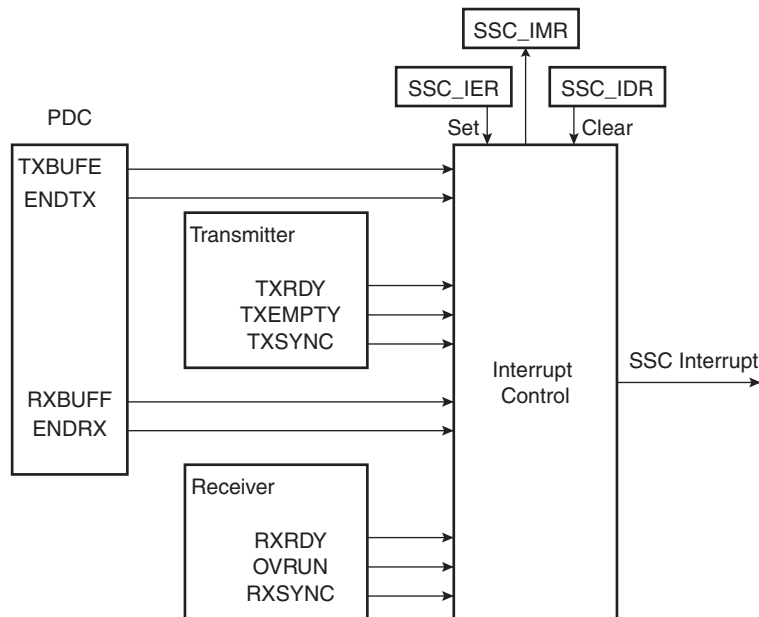 SSC_IMR
SSC_IER
SSC_IDR
PDC
Set
Clear
TXBUFE
ENDTX
Transmitter
TXRDY
TXEMPTY
TXSYNC
SSC Interrupt
Interrupt
Control
RXBUFF
ENDRX
Receiver
RXRDY
OVRUN
RXSYNC